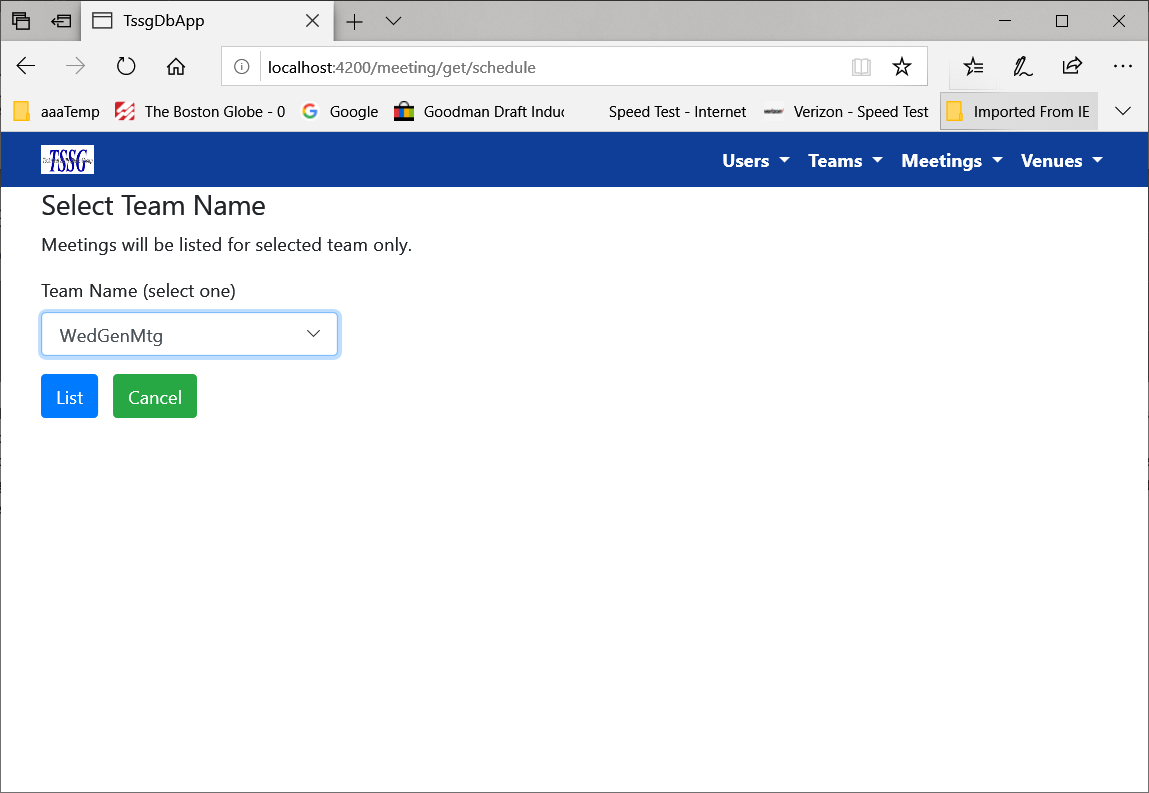 TssgDbApp
localhost:4200/meeting/get/schedule
aaaTemp The Boston Globe - 0 Google Goodman Draft Induc Speed Test - Internet Verizon - Speed Test Imported From IE
TSSG Users Teams Meetings Venues
Select Team Name
Meetings will be listed for selected team only.
Team Name (select one)
WedGenMtg
List Cancel